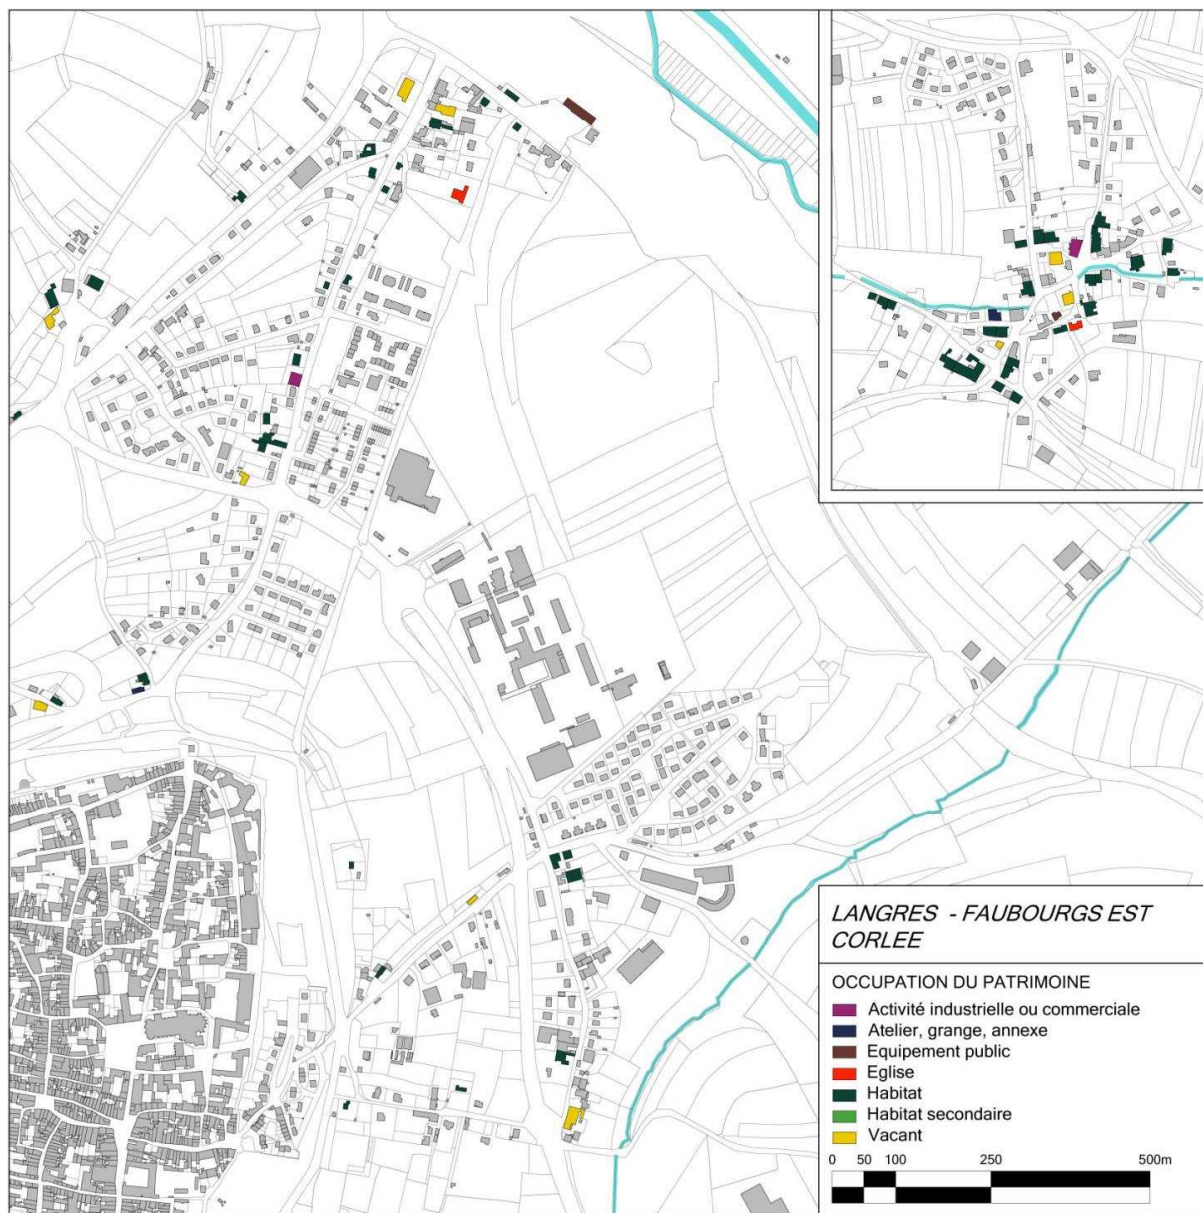 LANGRES - FAUBOURGS EST
CORLEE
OCCUPATION DU PATRIMOINE
Activité industrielle ou commerciale
Atelier, grange, annexe
Equipement public
Eglise
Habitat
Habitat secondaire
Vacant
0 50 100 250 500m